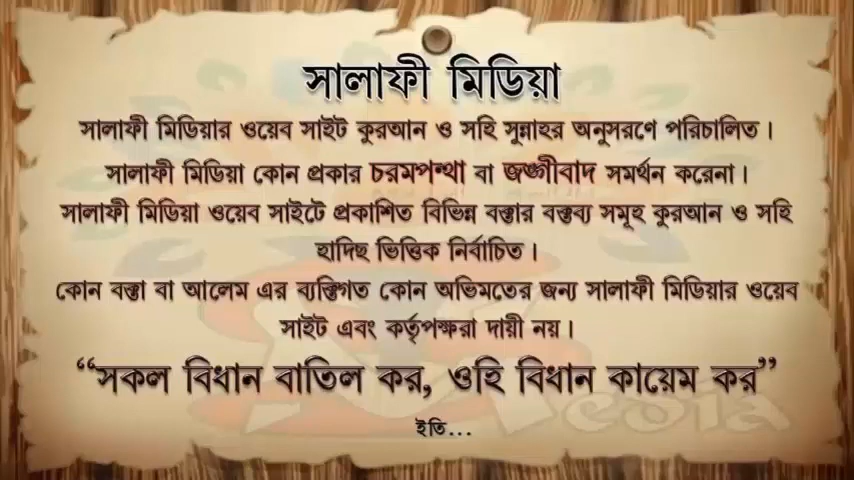 সালাফী মিডিয়া
সালাফী মিডিয়ার ওয়েব সাইট কুরআন ও সহি সুন্নাহর অনুসরণে পরিচালিত।
সালাফী মিডিয়া কোন প্রকার চরমপন্থা বা জঙ্গীবাদ সমর্থন করেনা।
সালাফী মিডিয়া ওয়েব সাইটে প্রকাশিত বিভিন্ন বক্তার বক্তব্য সমূহ কুরআন ও সহি
হাদিছ ভিত্তিক নির্বাচিত।
কোন বক্তা বা আলেম এর ব্যক্তিগত কোন অভিমতের জন্য সালাফী মিডিয়ার ওয়েব
সাইট এবং কর্তৃপক্ষরা দায়ী নয়।
“সকল বিধান বাতিল কর, ওহি বিধান কায়েম কর”
ইতি...